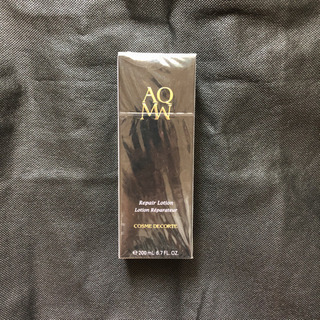 AQ
MW
Repair Lotion
Lotion Réparateur
COSME DECORTE
℮ 200 mL 6.7 FL. OZ.